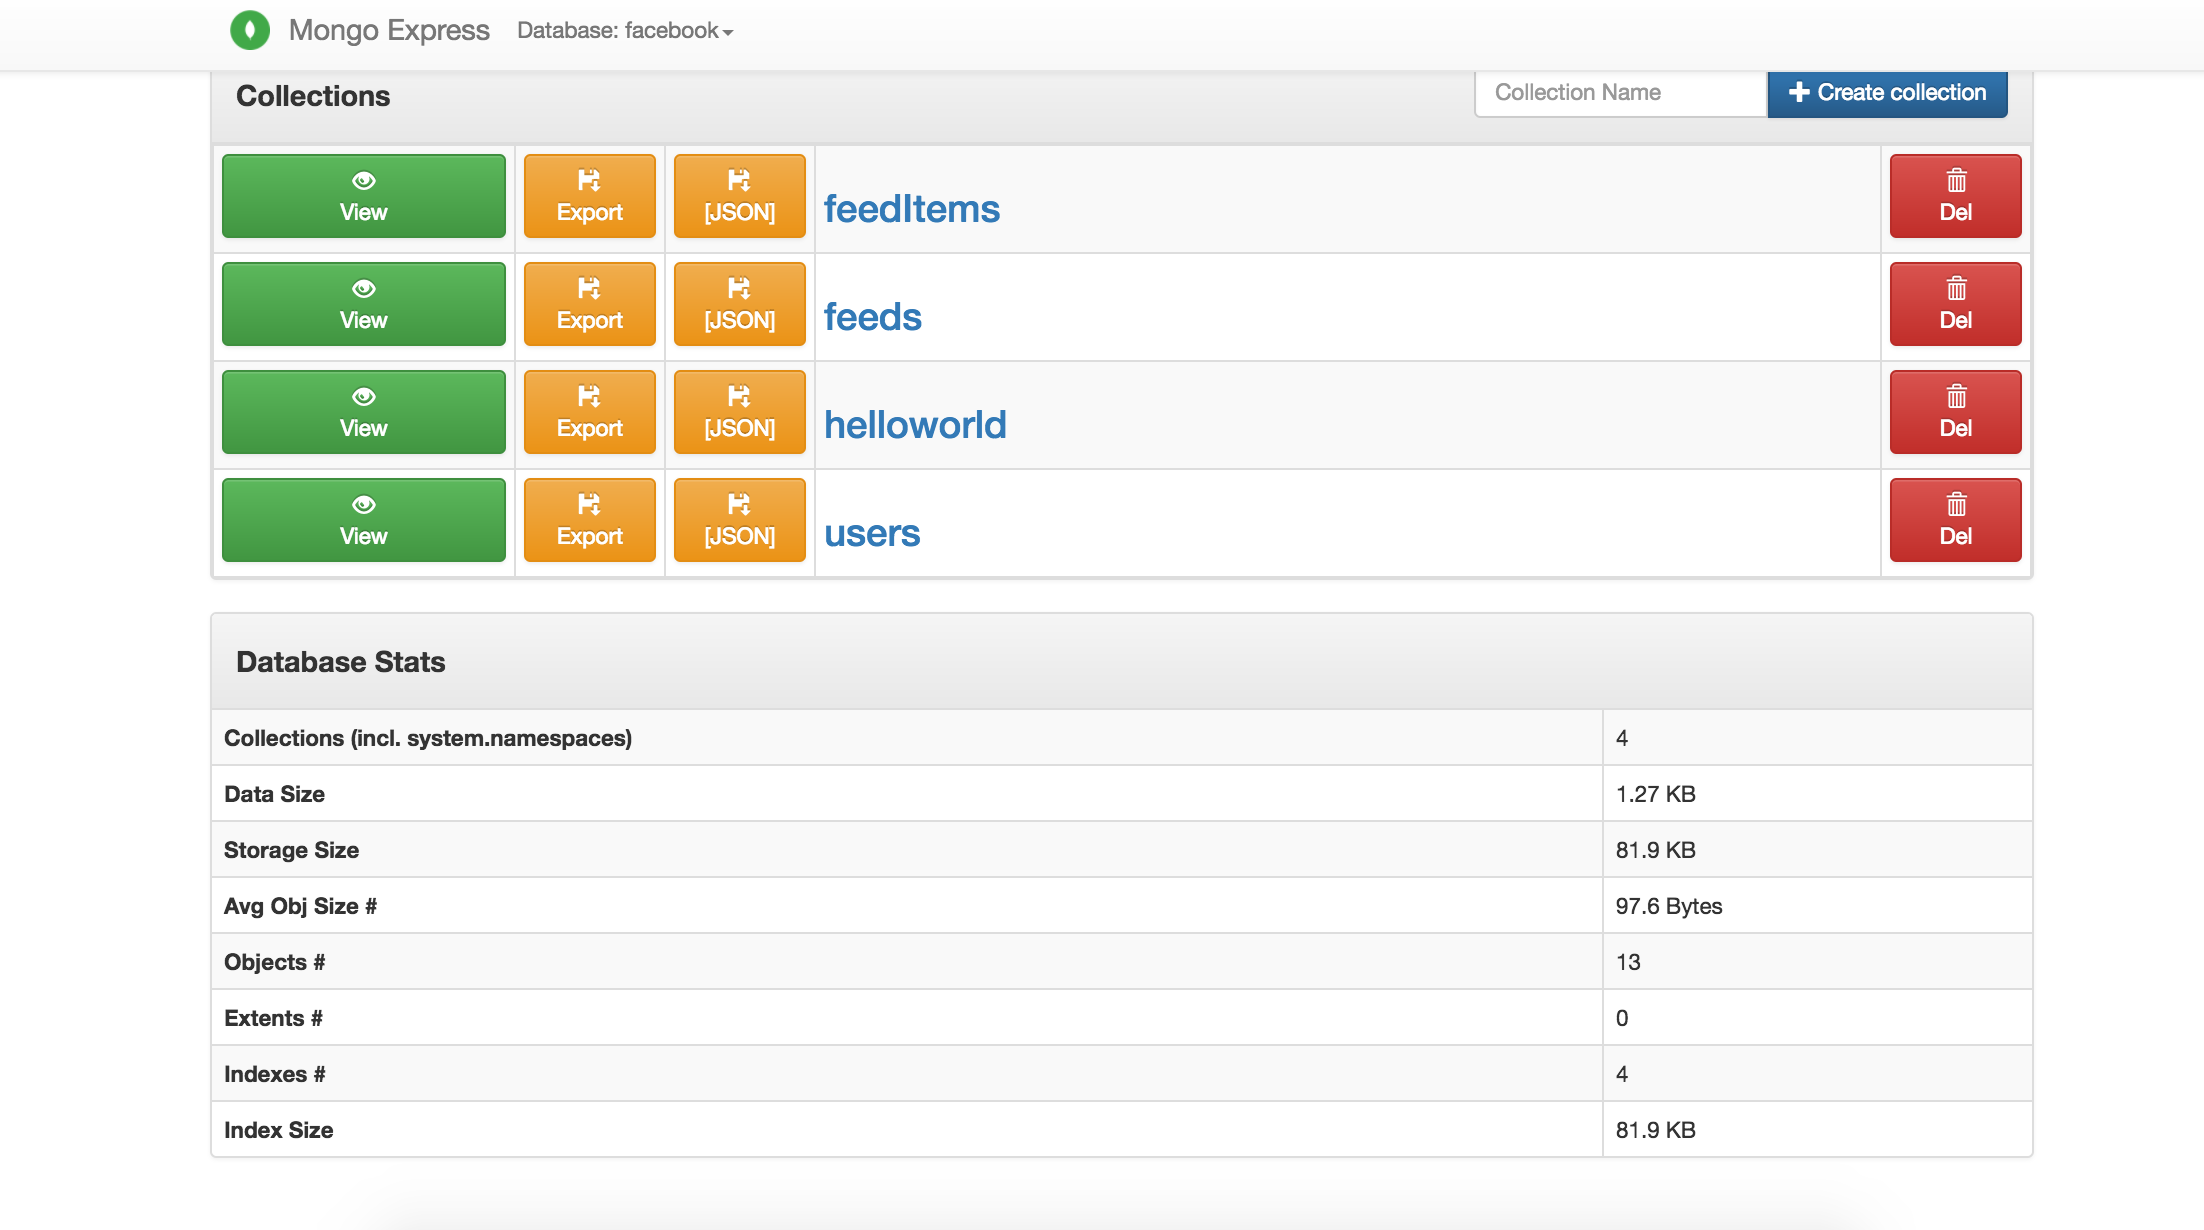 Mongo Express Database: facebook
Collections Collection Name Create collection
View Export [JSON] feedItems Del
View Export [JSON] feeds Del
View Export [JSON] helloworld Del
View Export [JSON] users Del
Database Stats
Collections (incl. system.namespaces) 4
Data Size 1.27 KB
Storage Size 81.9 KB
Avg Obj Size # 97.6 Bytes
Objects # 13
Extents # 0
Indexes # 4
Index Size 81.9 KB